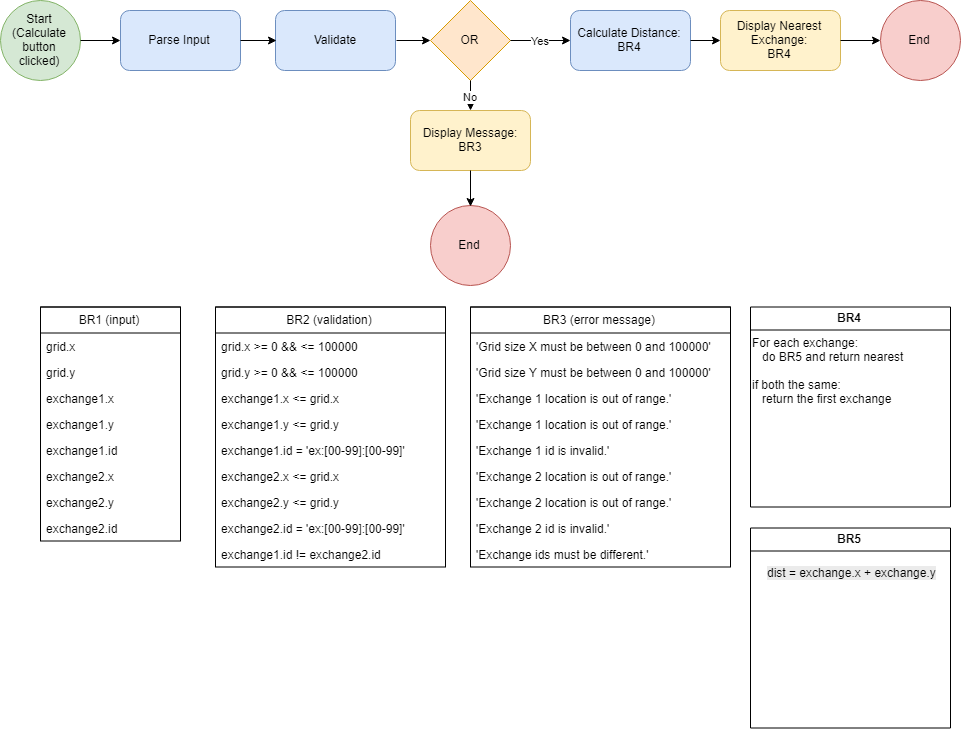 Start
(Calculate
button
clicked)
Parse Input
Validate
OR
Yes
Calculate Distance:
BR4
Display Nearest
Exchange:
BR4
End
No
Display Message:
BR3
End
BR1 (input)
grid.x
grid.y
exchange1.x
exchange1.y
exchange1.id
exchange2.x
exchange2.y
exchange2.id
BR2 (validation)
grid.x >= 0 && <= 100000
grid.y >= 0 && <= 100000
exchange1.x <= grid.x
exchange1.y <= grid.y
exchange1.id = 'ex:[00-99]:[00-99]'
exchange2.x <= grid.x
exchange2.y <= grid.y
exchange2.id = 'ex:[00-99]:[00-99]'
exchange1.id != exchange2.id
BR3 (error message)
'Grid size X must be between 0 and 100000'
'Grid size Y must be between 0 and 100000'
'Exchange 1 location is out of range.'
'Exchange 1 location is out of range.'
'Exchange 1 id is invalid.'
'Exchange 2 location is out of range.'
'Exchange 2 location is out of range.'
'Exchange 2 id is invalid.'
'Exchange ids must be different.'
BR4
For each exchange:
do BR5 and return nearest
if both the same:
return the first exchange
BR5
dist = exchange.x + exchange.y